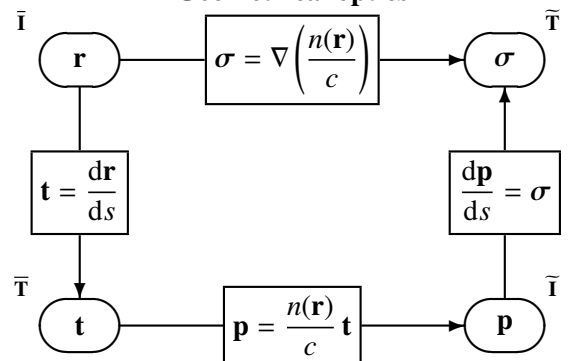 Ī r σ = ∇(n(r)/c) σ T̃
t = dr/ds dp/ds = σ
T̄ t p = n(r)/c t p Ĩ